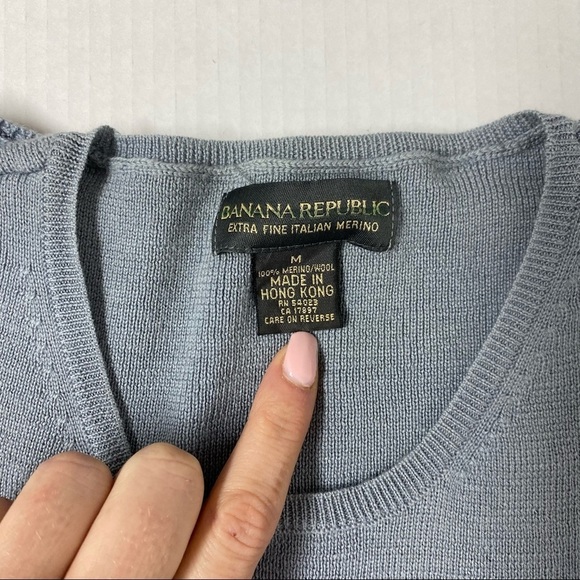 BANANA REPUBLIC
EXTRA FINE ITALIAN MERINO
M
100% MERINO/WOOL
MADE IN
HONG KONG
RN 54023
CA 17897
CARE ON REVERSE